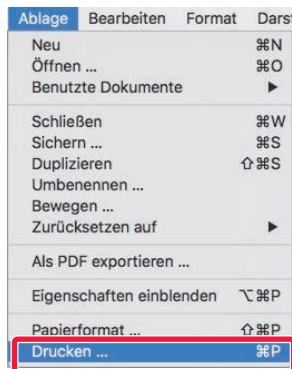 Ablage Bearbeiten Format Dars
Neu ⌘N
Öffnen ... ⌘O
Benutzte Dokumente ▶
Schließen ⌘W
Sichern ... ⌘S
Duplizieren ⇧⌘S
Umbenennen ...
Bewegen ...
Zurücksetzen auf ▶
Als PDF exportieren ...
Eigenschaften einblenden ⌥⌘P
Papierformat ... ⇧⌘P
Drucken ... ⌘P